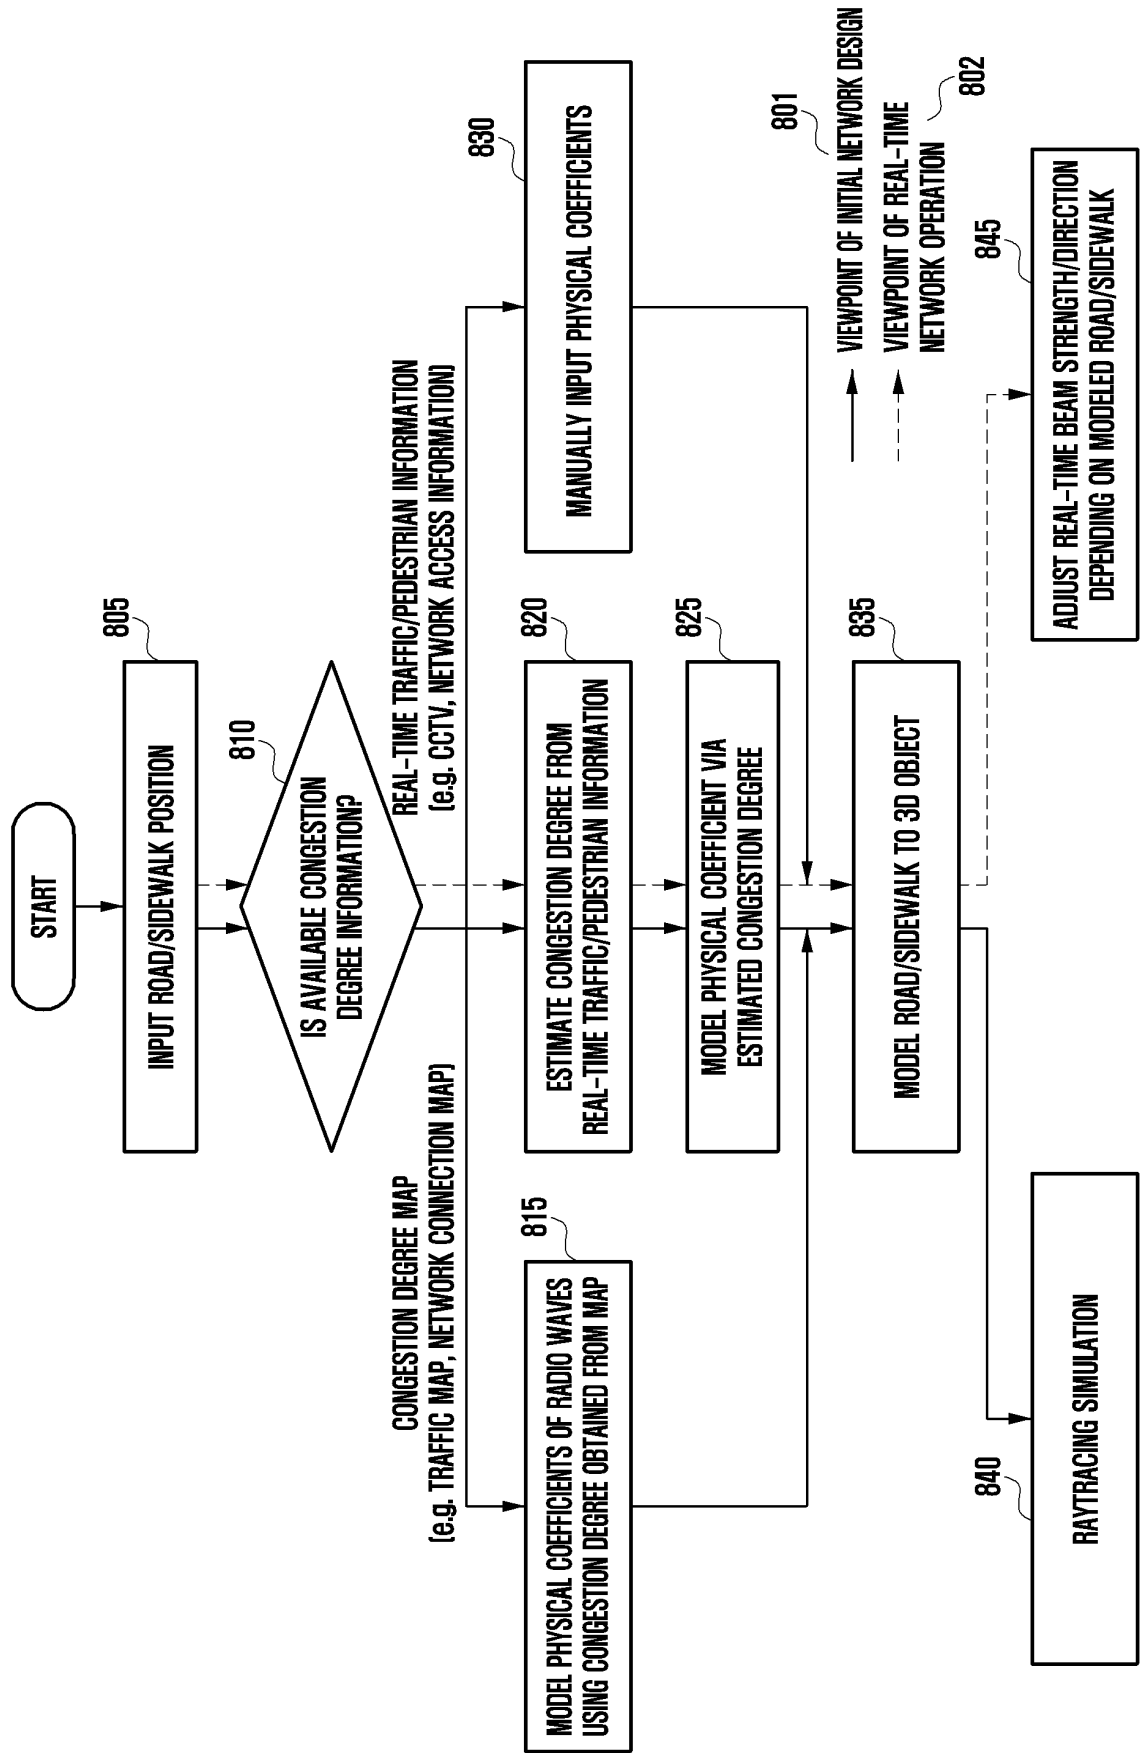 START
805
INPUT ROAD/SIDEWALK POSITION
810
IS AVAILABLE CONGESTION
DEGREE INFORMATION?
CONGESTION DEGREE MAP
(e.g. TRAFFIC MAP, NETWORK CONNECTION MAP)
REAL-TIME TRAFFIC/PEDESTRIAN INFORMATION
(e.g. CCTV, NETWORK ACCESS INFORMATION)
815
MODEL PHYSICAL COEFFICIENTS OF RADIO WAVES
USING CONGESTION DEGREE OBTAINED FROM MAP
820
ESTIMATE CONGESTION DEGREE FROM
REAL-TIME TRAFFIC/PEDESTRIAN INFORMATION
830
MANUALLY INPUT PHYSICAL COEFFICIENTS
825
MODEL PHYSICAL COEFFICIENT VIA
ESTIMATED CONGESTION DEGREE
801
VIEWPOINT OF INITIAL NETWORK DESIGN
VIEWPOINT OF REAL-TIME
NETWORK OPERATION
802
835
MODEL ROAD/SIDEWALK TO 3D OBJECT
840
RAYTRACING SIMULATION
845
ADJUST REAL-TIME BEAM STRENGTH/DIRECTION
DEPENDING ON MODELED ROAD/SIDEWALK